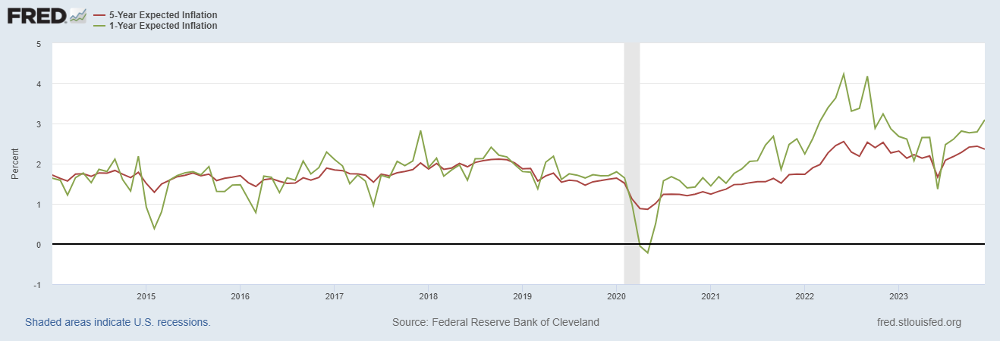 FRED
5-Year Expected Inflation
1-Year Expected Inflation
Percent
5
4
3
2
1
0
-1
2015 2016 2017 2018 2019 2020 2021 2022 2023
Shaded areas indicate U.S. recessions. Source: Federal Reserve Bank of Cleveland fred.stlouisfed.org